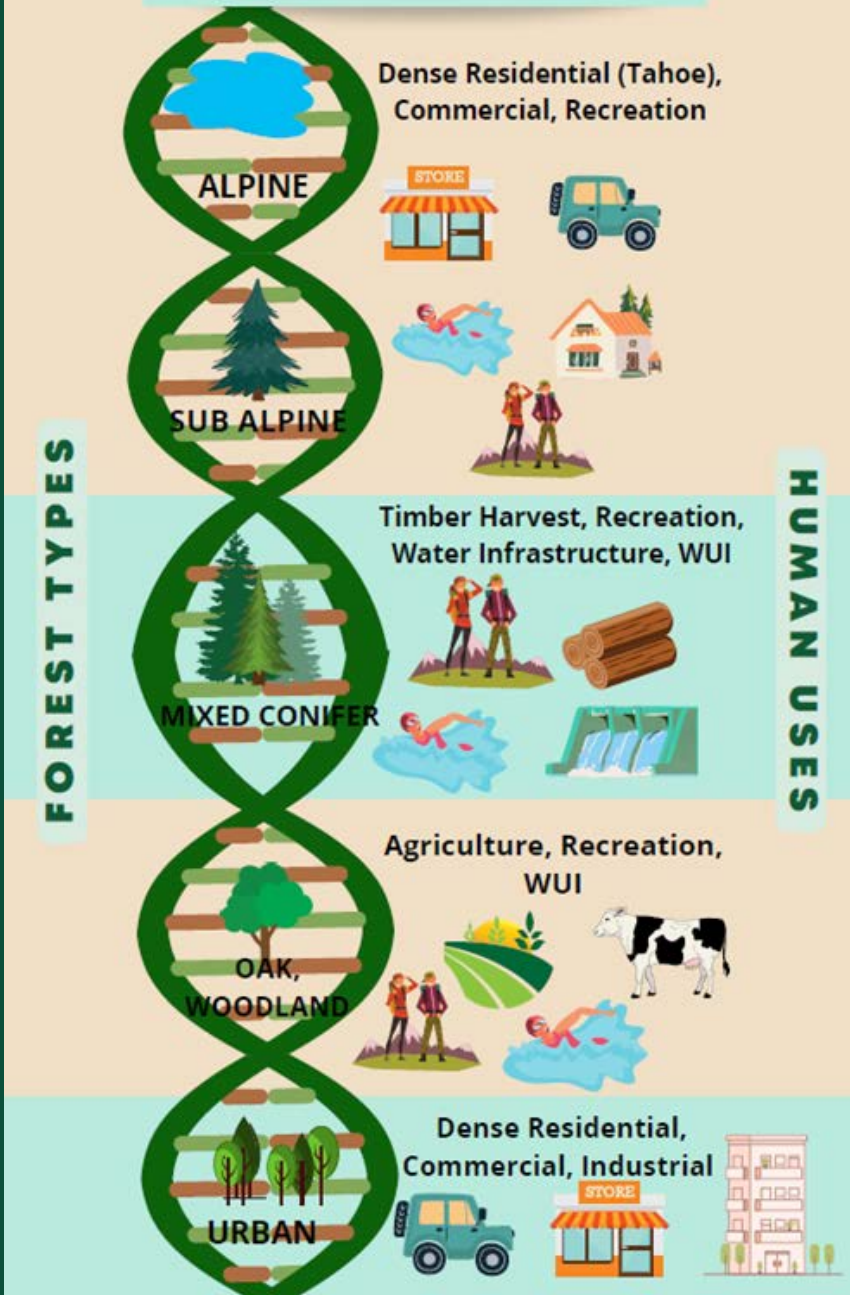 Dense Residential (Tahoe),
Commercial, Recreation
ALPINE
STORE
SUB ALPINE
FOREST TYPES
HUMAN USES
Timber Harvest, Recreation,
Water Infrastructure, WUI
MIXED CONIFER
Agriculture, Recreation,
WUI
OAK,
WOODLAND
Dense Residential,
Commercial, Industrial
STORE
URBAN